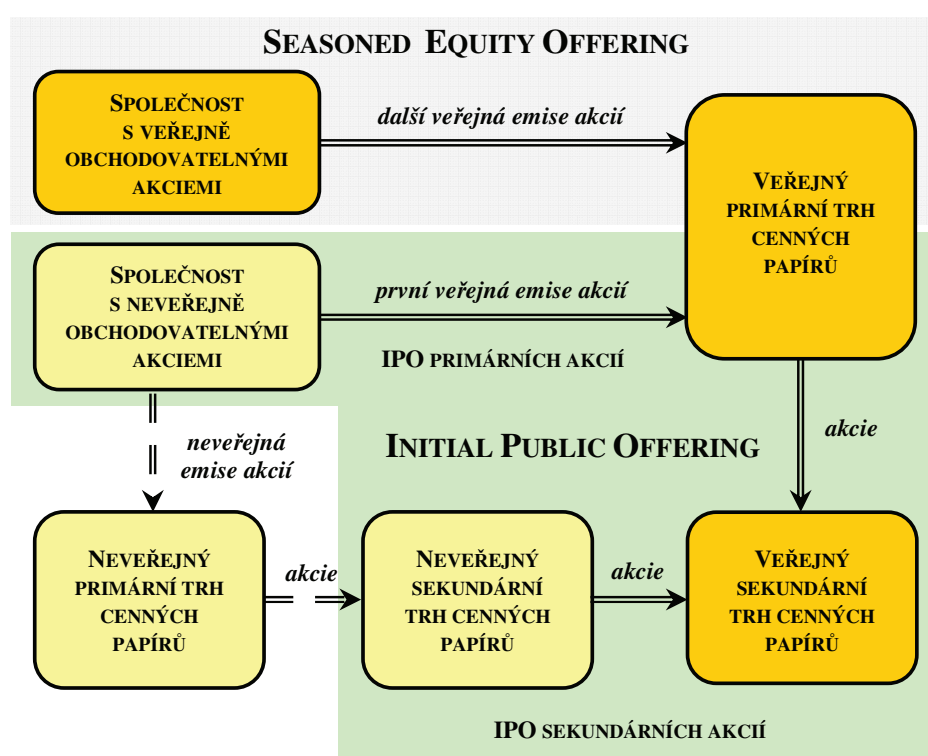 SEASONED EQUITY OFFERING
SPOLEČNOST
S VEŘEJNĚ
OBCHODOVATELNÝMI
AKCIEMI
další veřejná emise akcií
VEŘEJNÝ
PRIMÁRNÍ TRH
CENNÝCH
PAPÍRŮ
SPOLEČNOST
S NEVEŘEJNĚ
OBCHODOVATELNÝMI
AKCIEMI
první veřejná emise akcií
IPO PRIMÁRNÍCH AKCIÍ
neveřejná
emise akcií
INITIAL PUBLIC OFFERING
akcie
NEVEŘEJNÝ
PRIMÁRNÍ TRH
CENNÝCH
PAPÍRŮ
akcie
NEVEŘEJNÝ
SEKUNDÁRNÍ
TRH CENNÝCH
PAPÍRŮ
akcie
VEŘEJNÝ
SEKUNDÁRNÍ
TRH CENNÝCH
PAPÍRŮ
IPO SEKUNDÁRNÍCH AKCIÍ